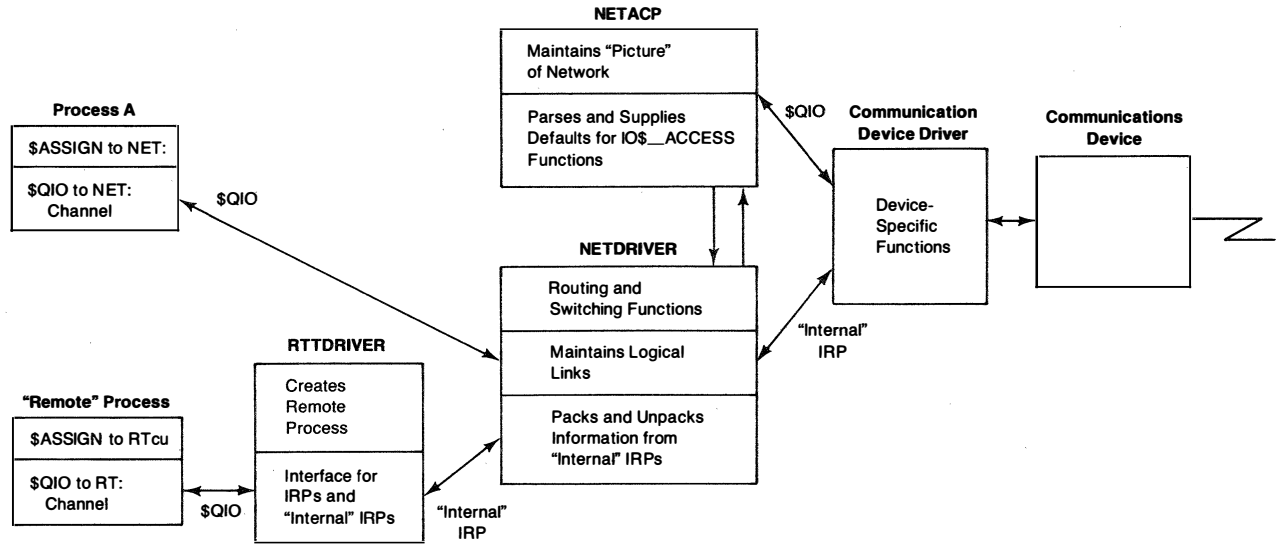 NETACP
Maintains “Picture”
of Network
Parses and Supplies
Defaults for IO$__ACCESS
Functions
Process A
$ASSIGN to NET:
$QIO to NET:
Channel
$QIO
$QIO
Communication
Device Driver
Device-
Specific
Functions
Communications
Device
NETDRIVER
Routing and
Switching Functions
Maintains Logical
Links
Packs and Unpacks
Information from
“Internal” IRPs
“Internal”
IRP
RTTDRIVER
Creates
Remote
Process
Interface for
IRPs and
“Internal” IRPs
“Remote” Process
$ASSIGN to RTcu
$QIO to RT:
Channel
$QIO
“Internal”
IRP